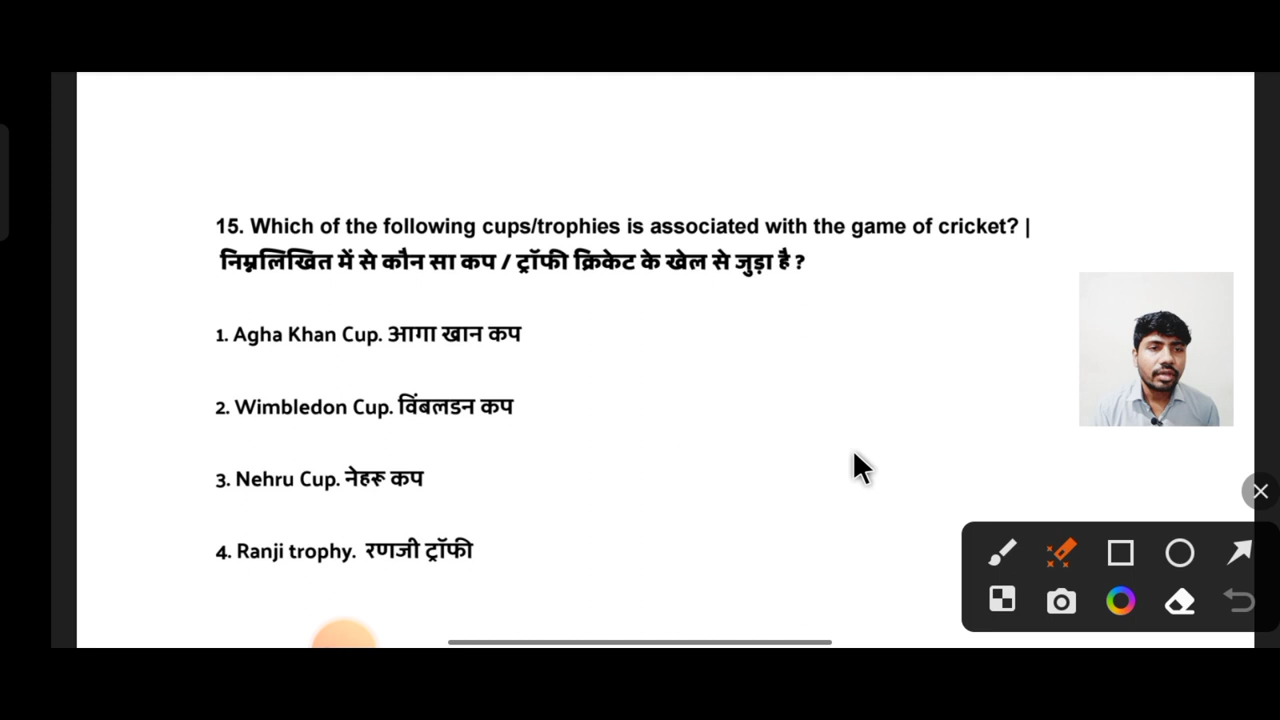 15. Which of the following cups/trophies is associated with the game of cricket? |
निम्नलिखित में से कौन सा कप / ट्रॉफी क्रिकेट के खेल से जुड़ा है ?
1. Agha Khan Cup. आगा खान कप
2. Wimbledon Cup. विंबलडन कप
3. Nehru Cup. नेहरू कप
4. Ranji trophy. रणजी ट्रॉफी